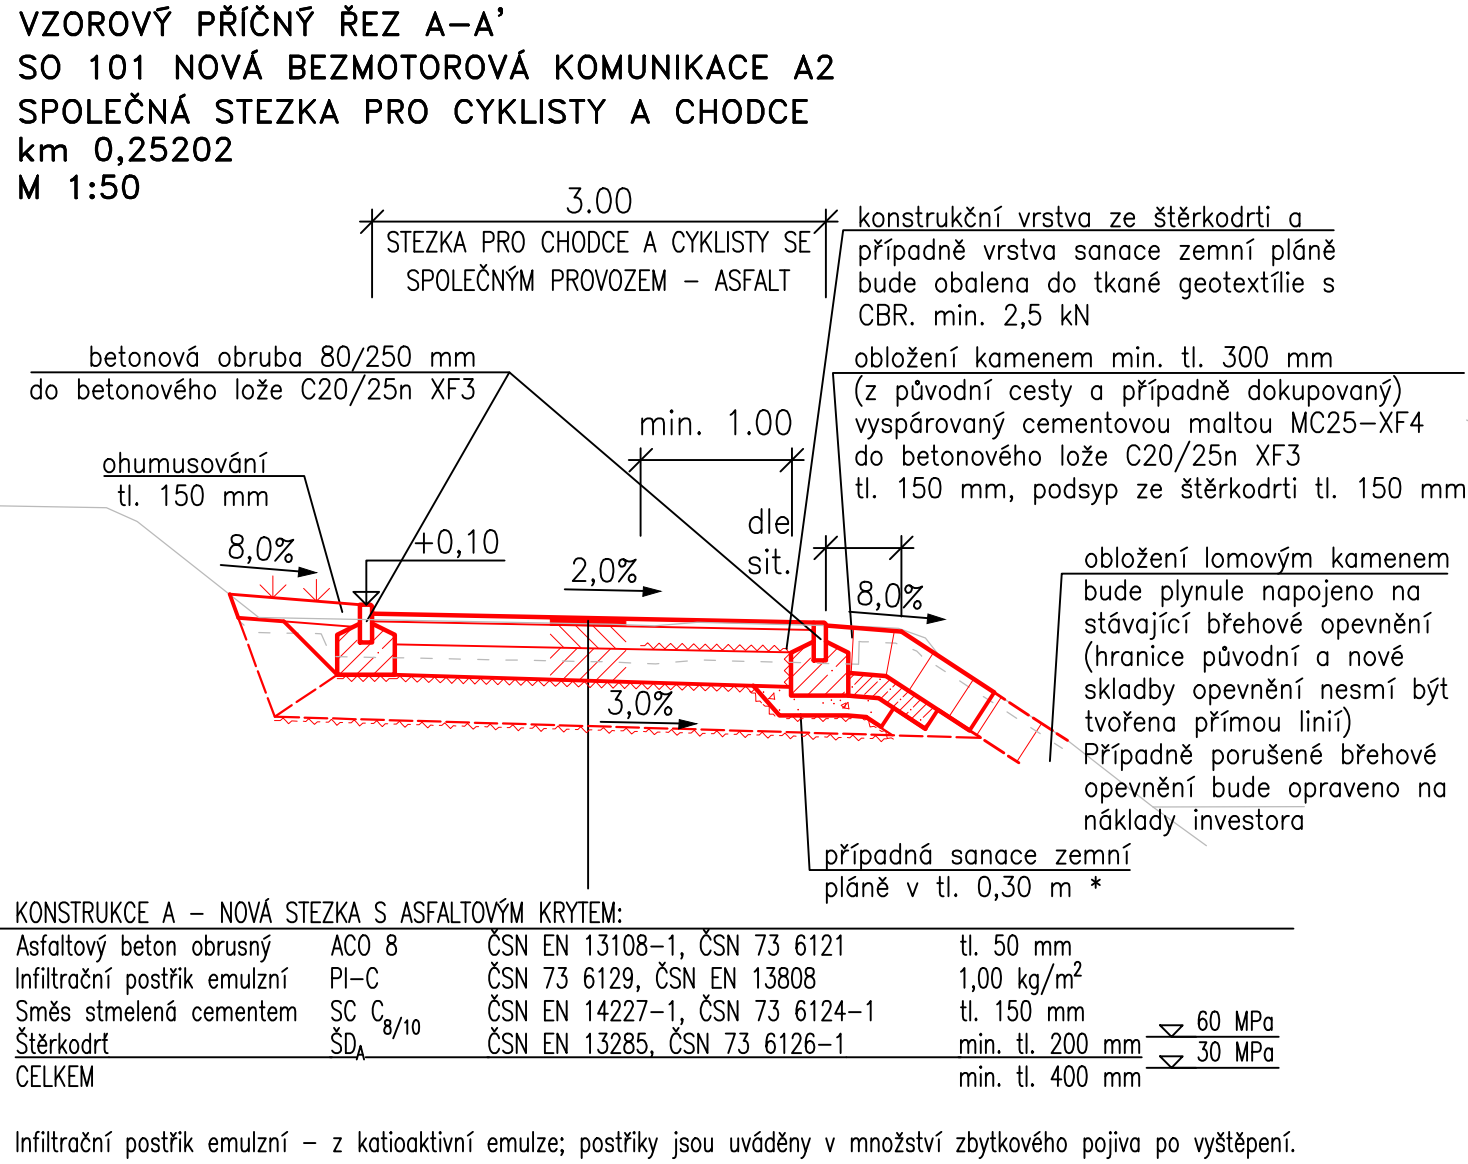 VZOROVÝ PŘÍČNÝ ŘEZ A–A’
SO 101 NOVÁ BEZMOTOROVÁ KOMUNIKACE A2
SPOLEČNÁ STEZKA PRO CYKLISTY A CHODCE
km 0,25202
M 1:50
3.00
STEZKA PRO CHODCE A CYKLISTY SE
SPOLEČNÝM PROVOZEM – ASFALT
konstrukční vrstva ze štěrkodrti a
případně vrstva sanace zemní pláně
bude obalena do tkané geotextílie s
CBR. min. 2,5 kN
betonová obruba 80/250 mm
do betonového lože C20/25n XF3
obložení kamenem min. tl. 300 mm
(z původní cesty a případně dokupovaný)
vyspárovaný cementovou maltou MC25–XF4
do betonového lože C20/25n XF3
tl. 150 mm, podsyp ze štěrkodrti tl. 150 mm
min. 1.00
ohumusování
tl. 150 mm
dle
sit.
8,0%
+0,10
2,0%
8,0%
3,0%
obložení lomovým kamenem
bude plynule napojeno na
stávající břehové opevnění
(hranice původní a nové
skladby opevnění nesmí být
tvořena přímou linií)
Případně porušené břehové
opevnění bude opraveno na
náklady investora
případná sanace zemní
pláně v tl. 0,30 m *
KONSTRUKCE A – NOVÁ STEZKA S ASFALTOVÝM KRYTEM:
Asfaltový beton obrusný ACO 8 ČSN EN 13108–1, ČSN 73 6121 tl. 50 mm
Infiltrační postřik emulzní PI–C ČSN 73 6129, ČSN EN 13808 1,00 kg/m²
Směs stmelená cementem SC C8/10 ČSN EN 14227–1, ČSN 73 6124–1 tl. 150 mm
60 MPa
Štěrkodrť ŠDA ČSN EN 13285, ČSN 73 6126–1 min. tl. 200 mm
30 MPa
CELKEM min. tl. 400 mm
Infiltrační postřik emulzní – z katioaktivní emulze; postřiky jsou uváděny v množství zbytkového pojiva po vyštěpení.